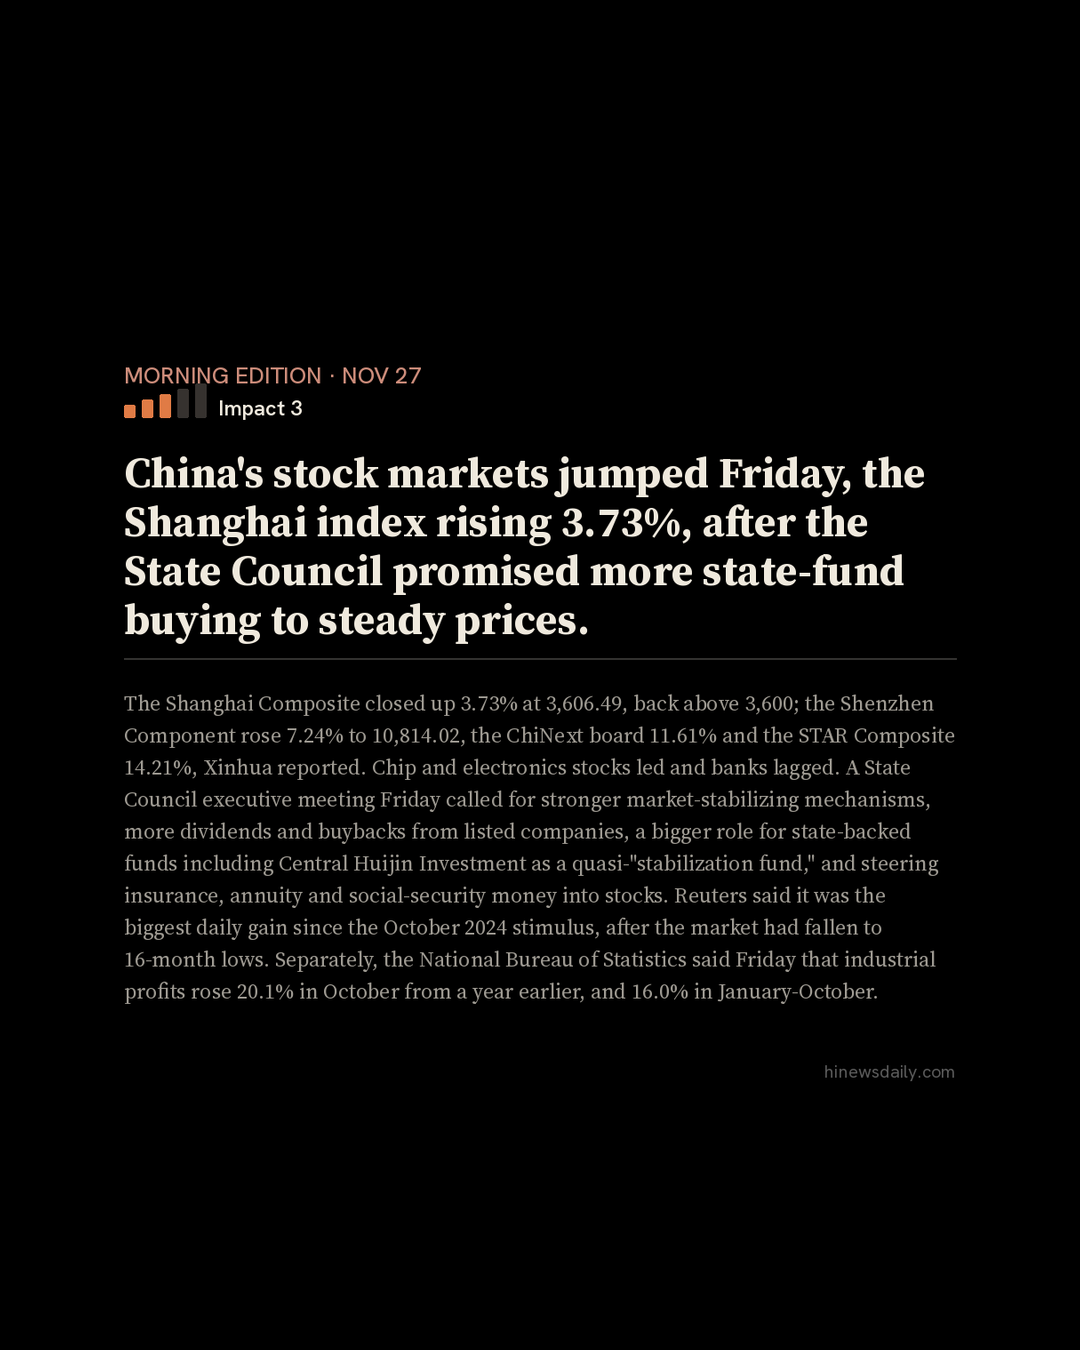 MORNING EDITION · NOV 27
Impact 3
China's stock markets jumped Friday, the
Shanghai index rising 3.73%, after the
State Council promised more state-fund
buying to steady prices.
The Shanghai Composite closed up 3.73% at 3,606.49, back above 3,600; the Shenzhen
Component rose 7.24% to 10,814.02, the ChiNext board 11.61% and the STAR Composite
14.21%, Xinhua reported. Chip and electronics stocks led and banks lagged. A State
Council executive meeting Friday called for stronger market-stabilizing mechanisms,
more dividends and buybacks from listed companies, a bigger role for state-backed
funds including Central Huijin Investment as a quasi-"stabilization fund," and steering
insurance, annuity and social-security money into stocks. Reuters said it was the
biggest daily gain since the October 2024 stimulus, after the market had fallen to
16-month lows. Separately, the National Bureau of Statistics said Friday that industrial
profits rose 20.1% in October from a year earlier, and 16.0% in January-October.
hinewsdaily.com